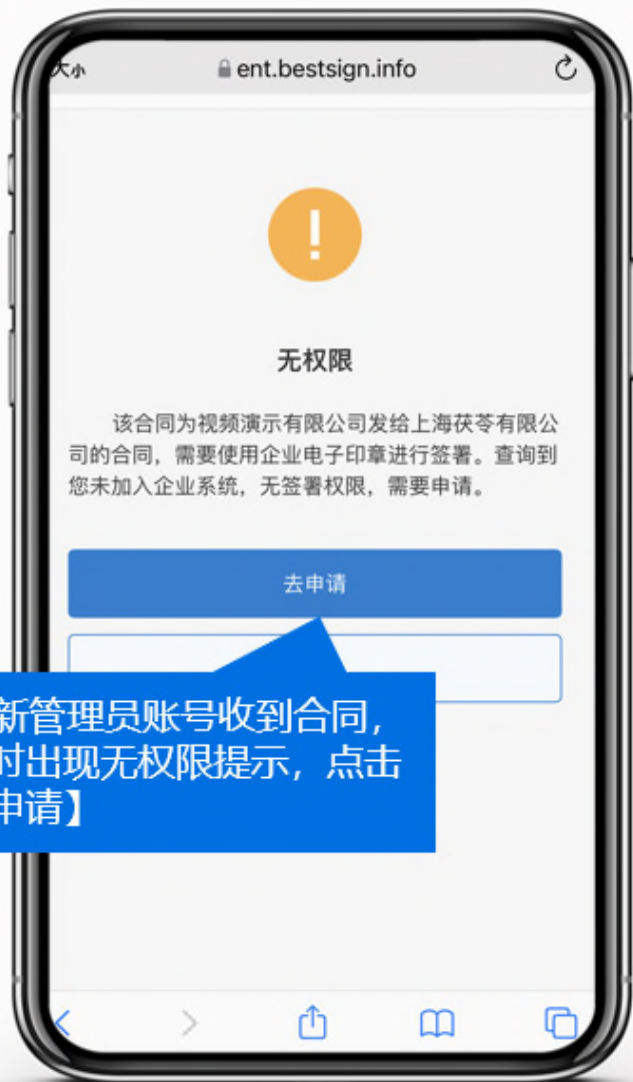 大小
ent.bestsign.info
无权限
该合同为视频演示有限公司发给上海茯苓有限公
司的合同，需要使用企业电子印章进行签署。查询到
您未加入企业系统，无签署权限，需要申请。
去申请
新管理员账号收到合同，
时出现无权限提示，点击
申请】